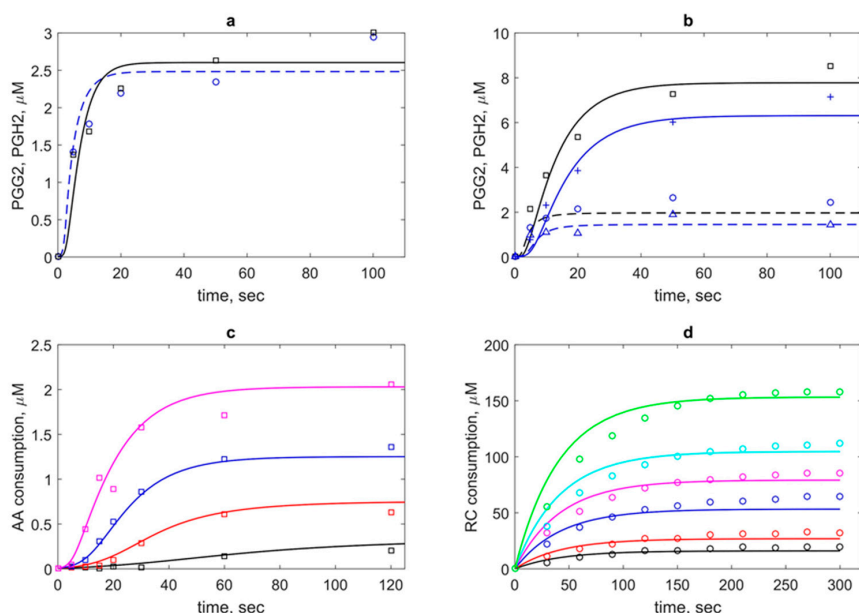 a
3
2.5
2
1.5
1
0.5
0
PGG2, PGH2, μM
0 20 40 60 80 100
time, sec
b
10
8
6
4
2
0
PGG2, PGH2, μM
0 20 40 60 80 100
time, sec
c
2.5
2
1.5
1
0.5
0
AA consumption, μM
0 20 40 60 80 100 120
time, sec
d
200
150
100
50
0
RC consumption, μM
0 50 100 150 200 250 300
time, sec